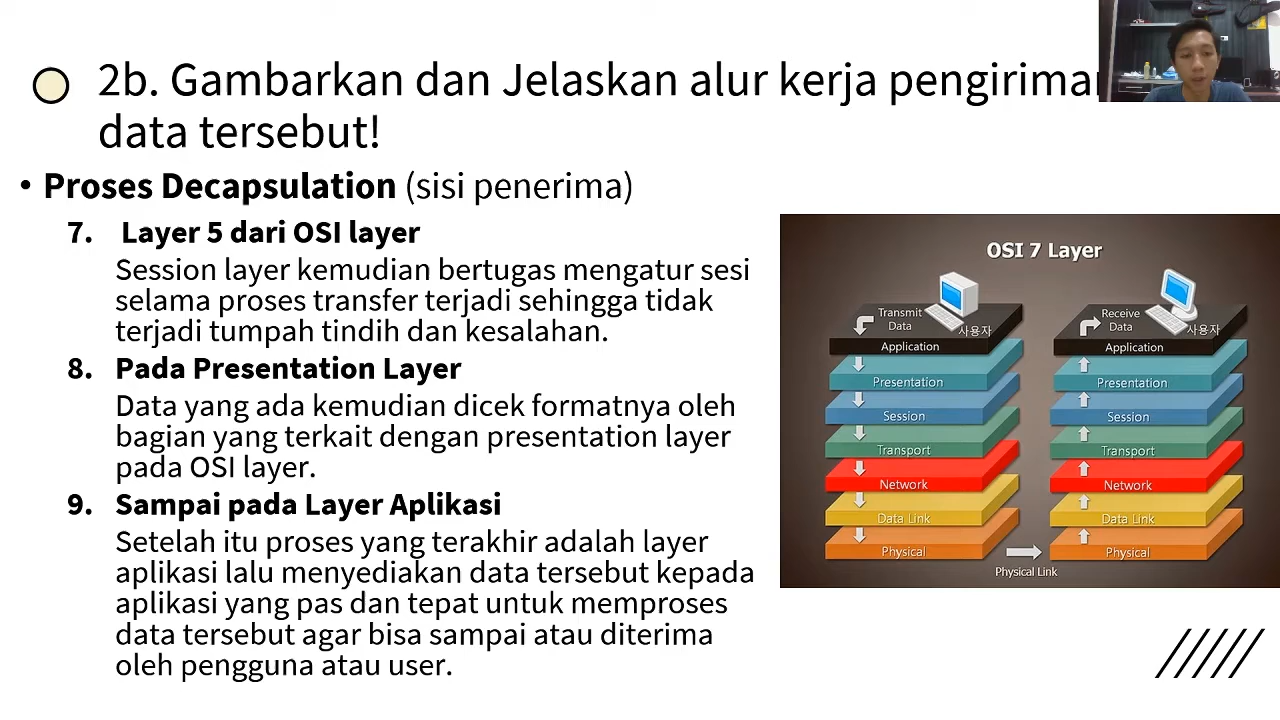 2b. Gambarkan dan Jelaskan alur kerja pengiriman
data tersebut!
• Proses Decapsulation (sisi penerima)
7. Layer 5 dari OSI layer
Session layer kemudian bertugas mengatur sesi
selama proses transfer terjadi sehingga tidak
terjadi tumpah tindih dan kesalahan.
8. Pada Presentation Layer
Data yang ada kemudian dicek formatnya oleh
bagian yang terkait dengan presentation layer
pada OSI layer.
9. Sampai pada Layer Aplikasi
Setelah itu proses yang terakhir adalah layer
aplikasi lalu menyediakan data tersebut kepada
aplikasi yang pas dan tepat untuk memproses
data tersebut agar bisa sampai atau diterima
oleh pengguna atau user.
OSI 7 Layer
Transmit
Data
사용자
Application
Presentation
Session
Transport
Network
Data Link
Physical
Receive
Data
사용자
Application
Presentation
Session
Transport
Network
Data Link
Physical
Physical Link